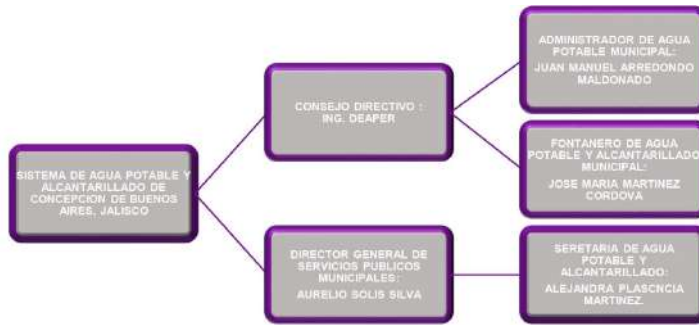 SISTEMA DE AGUA POTABLE Y
ALCANTARILLADO DE
CONCEPCION DE BUENOS
AIRES, JALISCO
CONSEJO DIRECTIVO :
ING. DEAPER
ADMINISTRADOR DE AGUA
POTABLE MUNICIPAL:
JUAN MANUEL ARREDONDO
MALDONADO
FONTANERO DE AGUA
POTABLE Y ALCANTARILLADO
MUNICIPAL:
JOSE MARIA MARTINEZ
CORDOVA
DIRECTOR GENERAL DE
SERVICIOS PUBLICOS
MUNICIPALES:
AURELIO SOLIS SILVA
SERETARIA DE AGUA
POTABLE Y
ALCANTARILLADO:
ALEJANDRA PLASCNCIA
MARTINEZ.